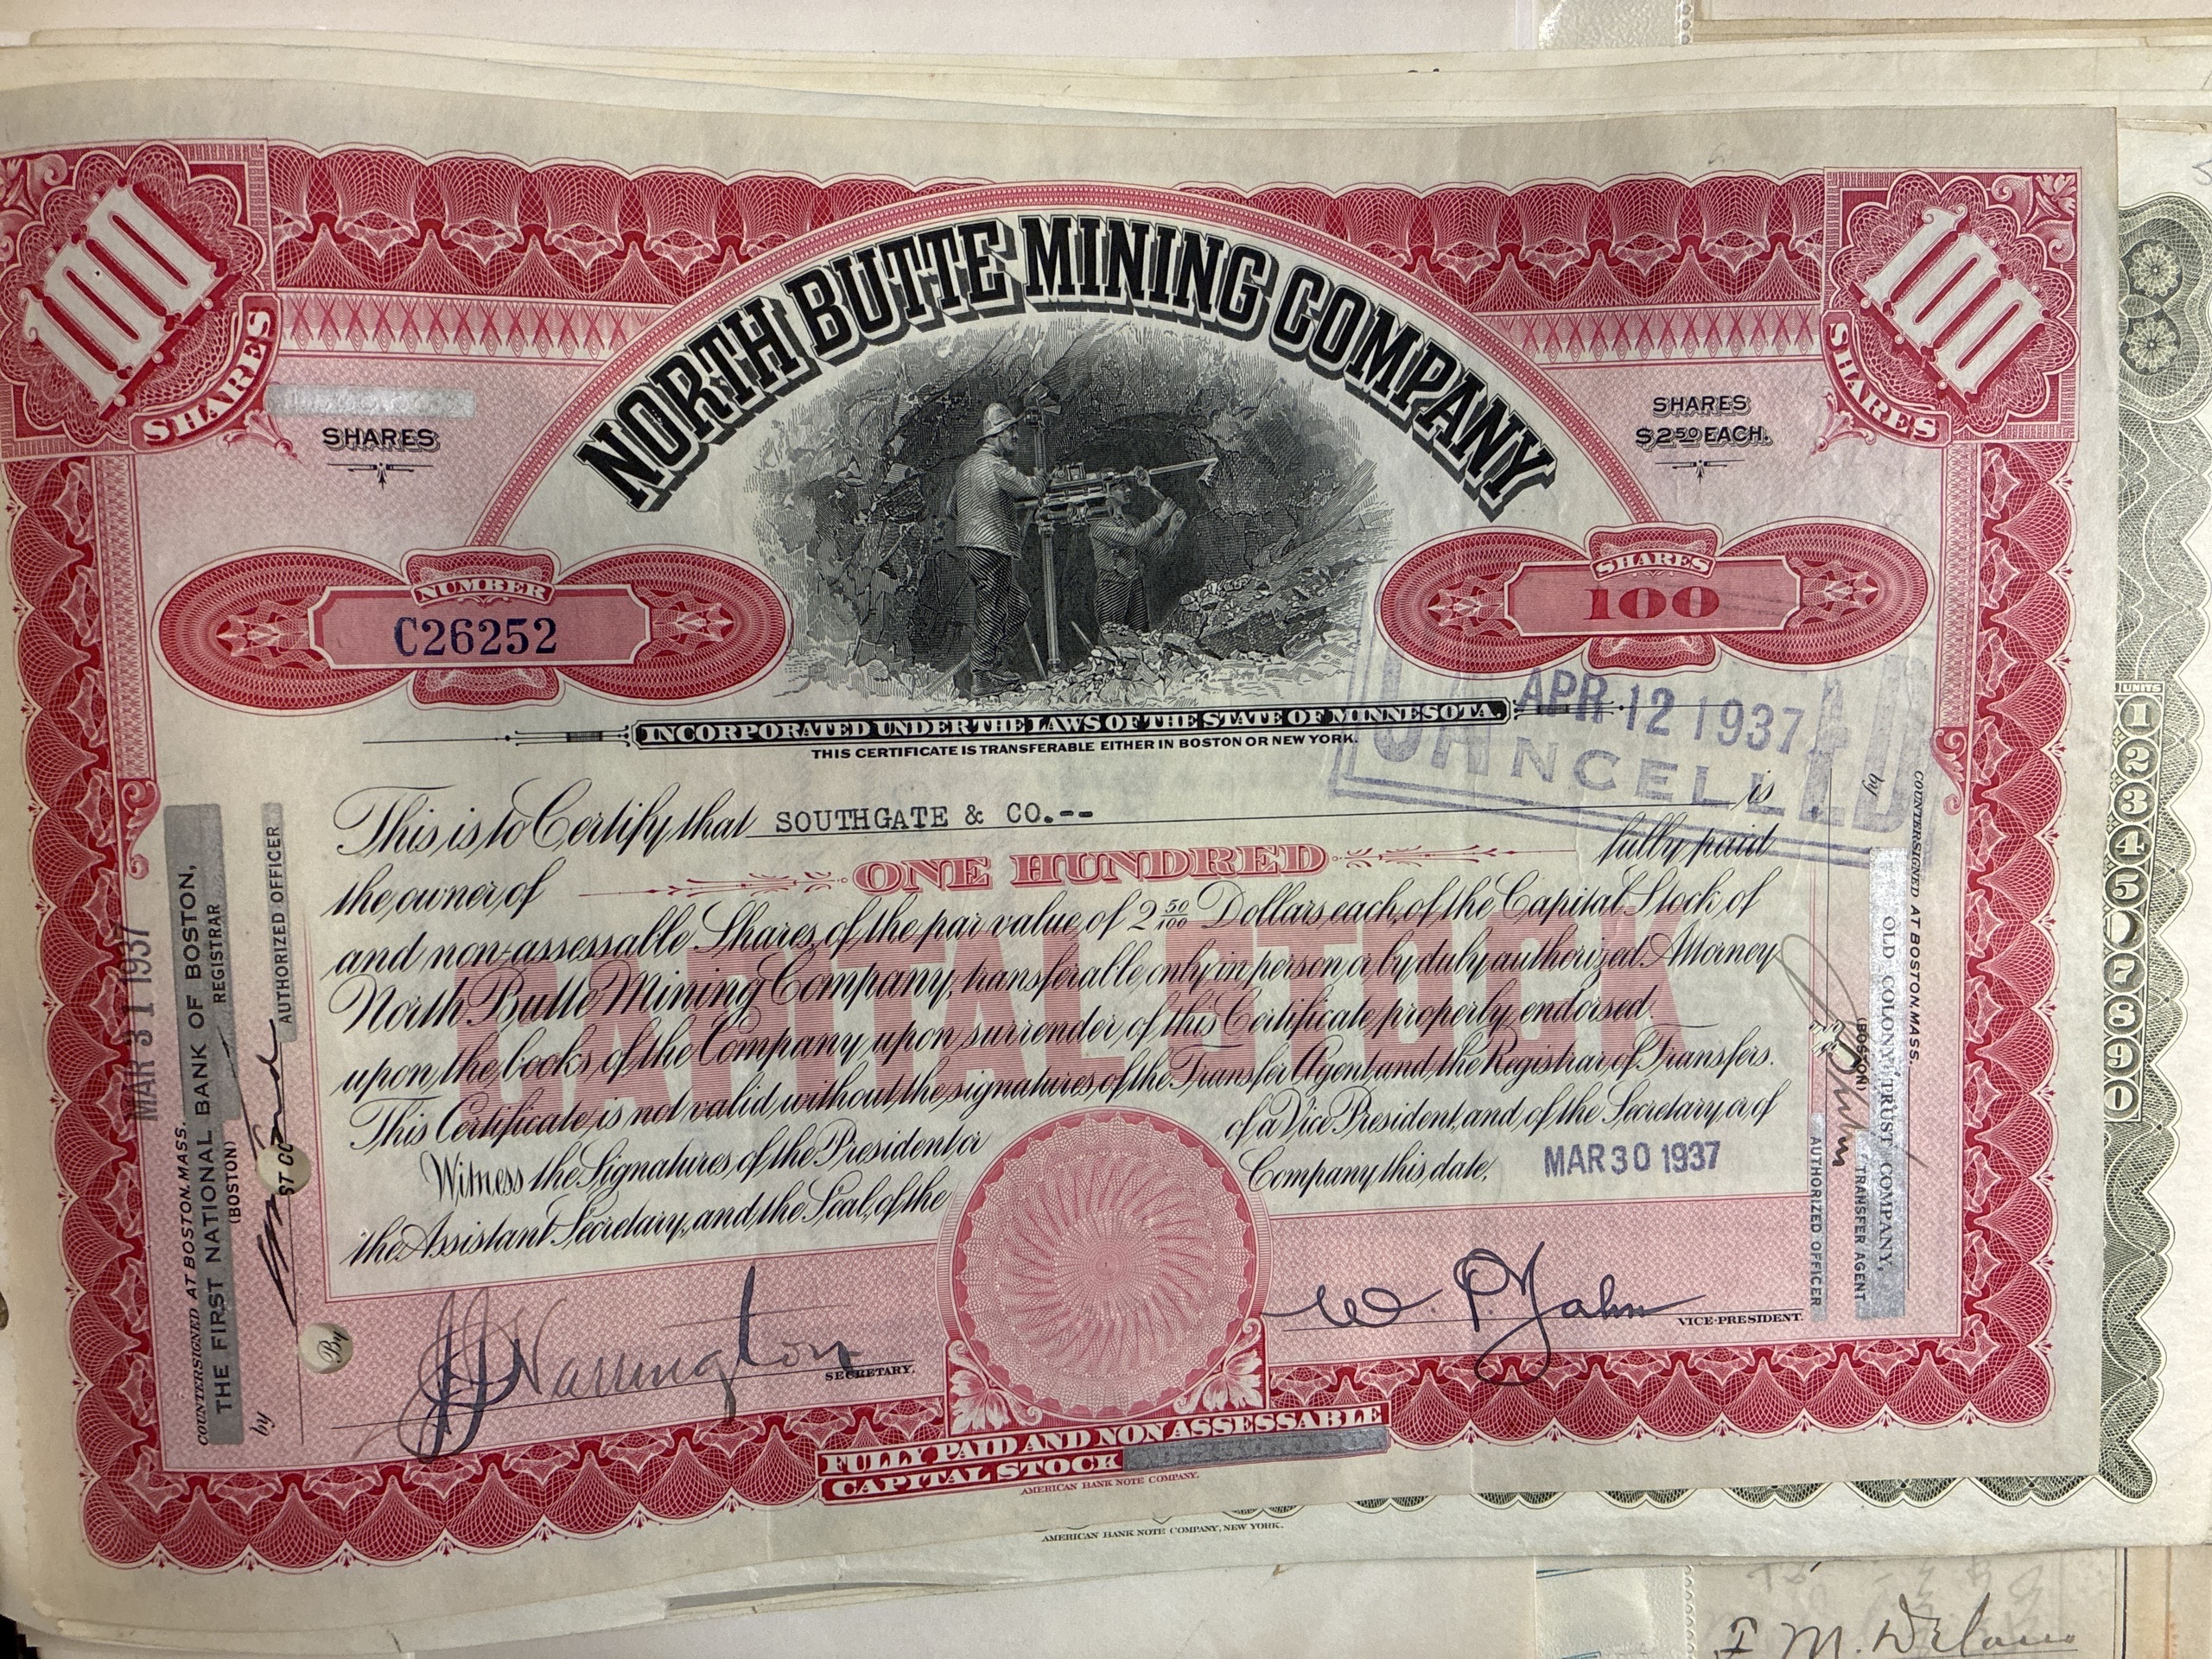 100
SHARES
100
SHARES
NORTH BUTTE MINING COMPANY
SHARES
SHARES
$2.50 EACH.
NUMBER
C26252
SHARES
100
INCORPORATED UNDER THE LAWS OF THE STATE OF MINNESOTA.
THIS CERTIFICATE IS TRANSFERABLE EITHER IN BOSTON OR NEW YORK.
APR 12 1937
CANCELLED
This is to Certify that SOUTHGATE & CO.-- is
the owner of ONE HUNDRED fully paid
and non-assessable Shares, of the par value of 2 50/100 Dollars each, of the Capital Stock of
North Butte Mining Company, transferable only in person or by duly authorized Attorney
upon the books of the Company upon surrender of this Certificate properly endorsed.
This Certificate is not valid without the signatures of the Transfer Agent and the Registrar of Transfers.
Witness the Signatures of the President or of a Vice President, and of the Secretary, or of
the Assistant Secretary, and the Seal, of the Company this date, MAR 30 1937
CAPITAL STOCK
SECRETARY.
W. P. Jahn
VICE-PRESIDENT.
FULLY PAID AND NON ASSESSABLE
CAPITAL STOCK
AMERICAN BANK NOTE COMPANY.
MAR 31 1937
COUNTERSIGNED AT BOSTON, MASS.
THE FIRST NATIONAL BANK OF BOSTON,
(BOSTON) REGISTRAR
by
AUTHORIZED OFFICER
ST CO
By
COUNTERSIGNED AT BOSTON, MASS.
OLD COLONY TRUST COMPANY,
(BOSTON) TRANSFER AGENT
by
AUTHORIZED OFFICER
UNITS
1
2
3
4
5
7
8
9
0
AMERICAN BANK NOTE COMPANY, NEW YORK.